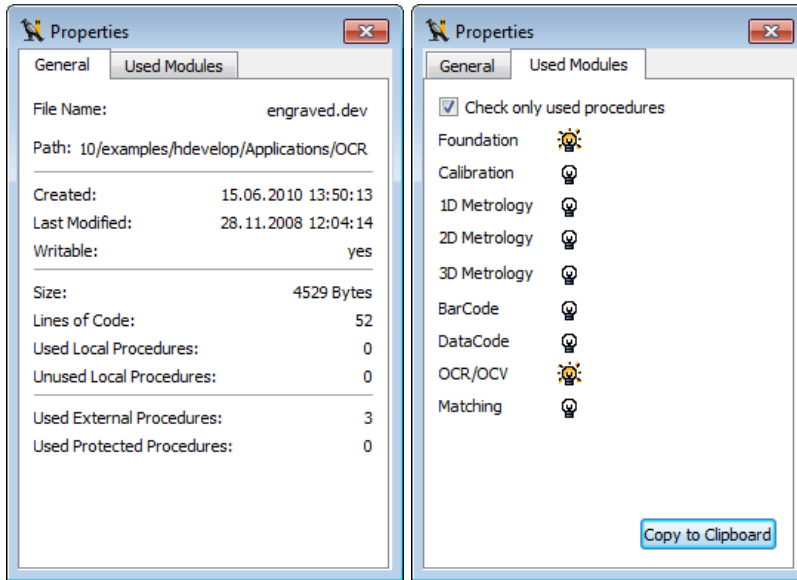 Properties
General Used Modules
File Name: engraved.dev
Path: 10/examples/hdevelop/Applications/OCR
Created: 15.06.2010 13:50:13
Last Modified: 28.11.2008 12:04:14
Writable: yes
Size: 4529 Bytes
Lines of Code: 52
Used Local Procedures: 0
Unused Local Procedures: 0
Used External Procedures: 3
Used Protected Procedures: 0
Properties
General Used Modules
Check only used procedures
Foundation
Calibration
1D Metrology
2D Metrology
3D Metrology
BarCode
DataCode
OCR/OCV
Matching
Copy to Clipboard